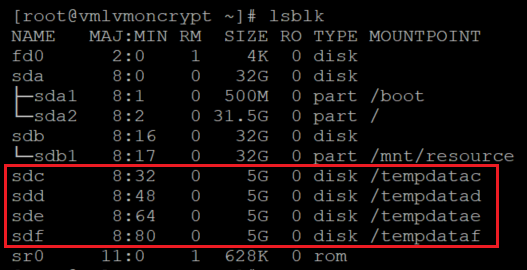 [root@vmlvmoncrypt ~]# lsblk
NAME   MAJ:MIN RM  SIZE RO TYPE MOUNTPOINT
fd0      2:0    1    4K  0 disk
sda      8:0    0   32G  0 disk
├─sda1   8:1    0  500M  0 part /boot
└─sda2   8:2    0 31.5G  0 part /
sdb      8:16   0   32G  0 disk
└─sdb1   8:17   0   32G  0 part /mnt/resource
sdc      8:32   0    5G  0 disk /tempdatac
sdd      8:48   0    5G  0 disk /tempdatad
sde      8:64   0    5G  0 disk /tempdatae
sdf      8:80   0    5G  0 disk /tempdataf
sr0     11:0    1  628K  0 rom